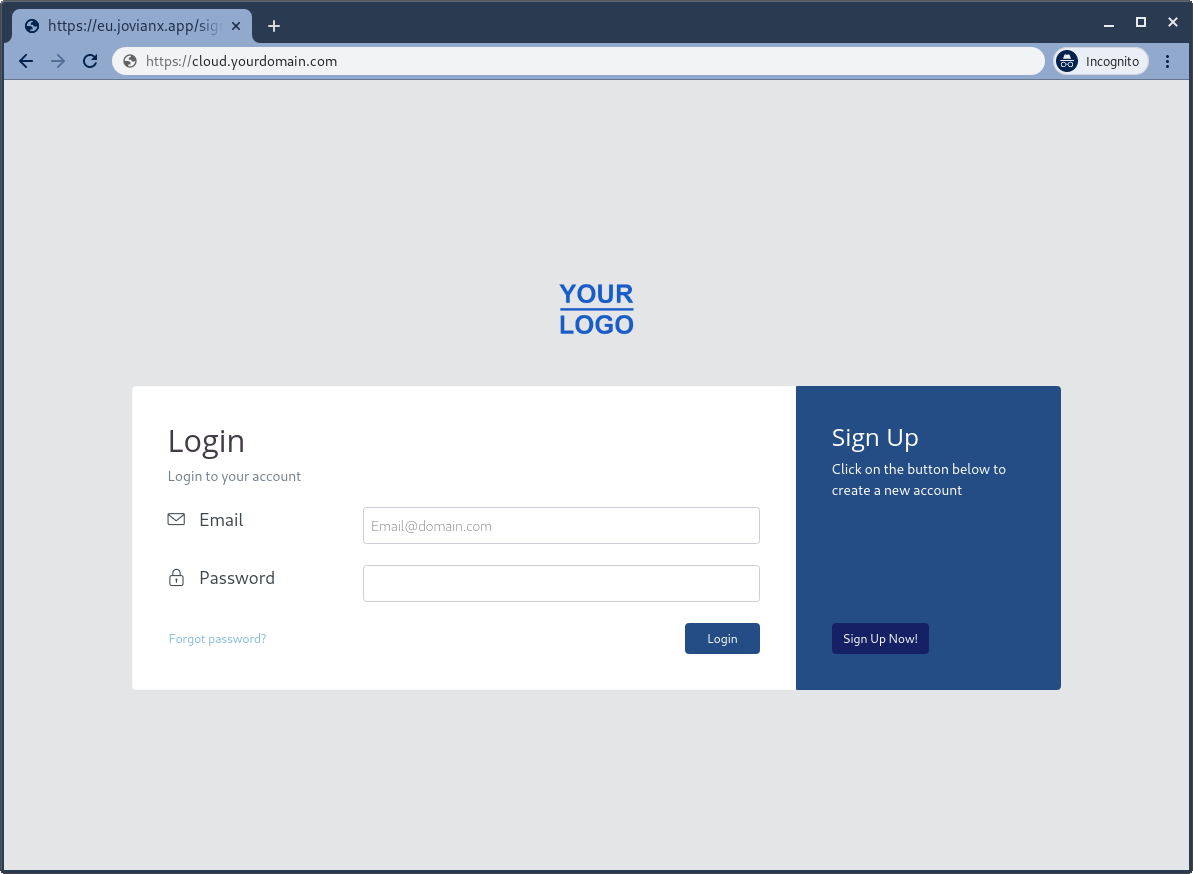 https://eu.jovianx.app/sig
https://cloud.yourdomain.com
Incognito
YOUR
LOGO
Login
Login to your account
Email
Email@domain.com
Password
Forgot password?
Login
Sign Up
Click on the button below to
create a new account
Sign Up Now!